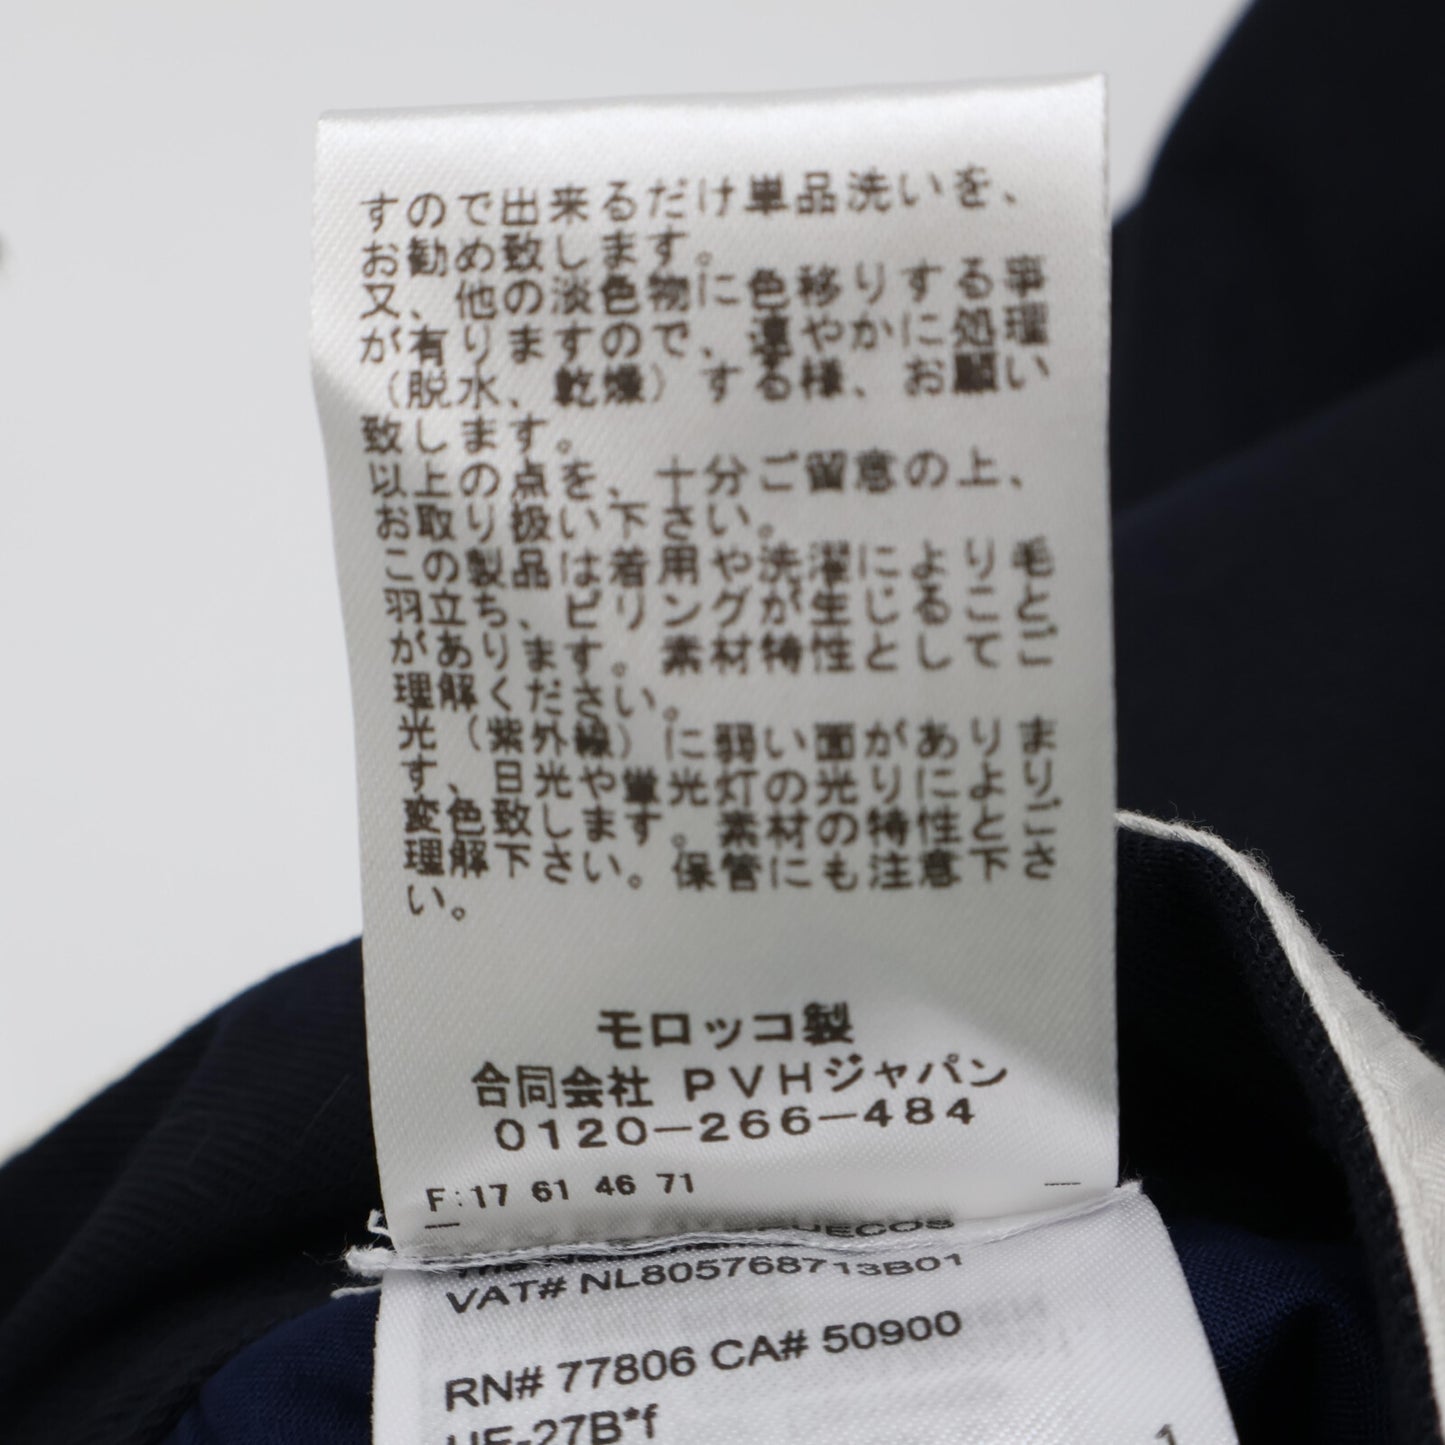 すので出来るだけ単品洗いを、
お勧め致します。
又、他の淡色物に色移りする事
が有りますので、速やかに処理
（脱水、乾燥）する様、お願い
致します。
以上の点を、十分ご留意の上、
お取り扱い下さい。
この製品は着用や洗濯により毛
羽立ち、ピリングが生じること
があります。素材特性としてご
理解ください。
光（紫外線）に弱い面がありま
す、日光や蛍光灯の光りにより
変色致します。素材の特性とご
理解下さい。保管にも注意下さ
い。
モロッコ製
合同会社 PVHジャパン
0120-266-484
F:17 61 46 71
VAT# NL805768713B01
RN# 77806 CA# 50900
UE-27B*f
1